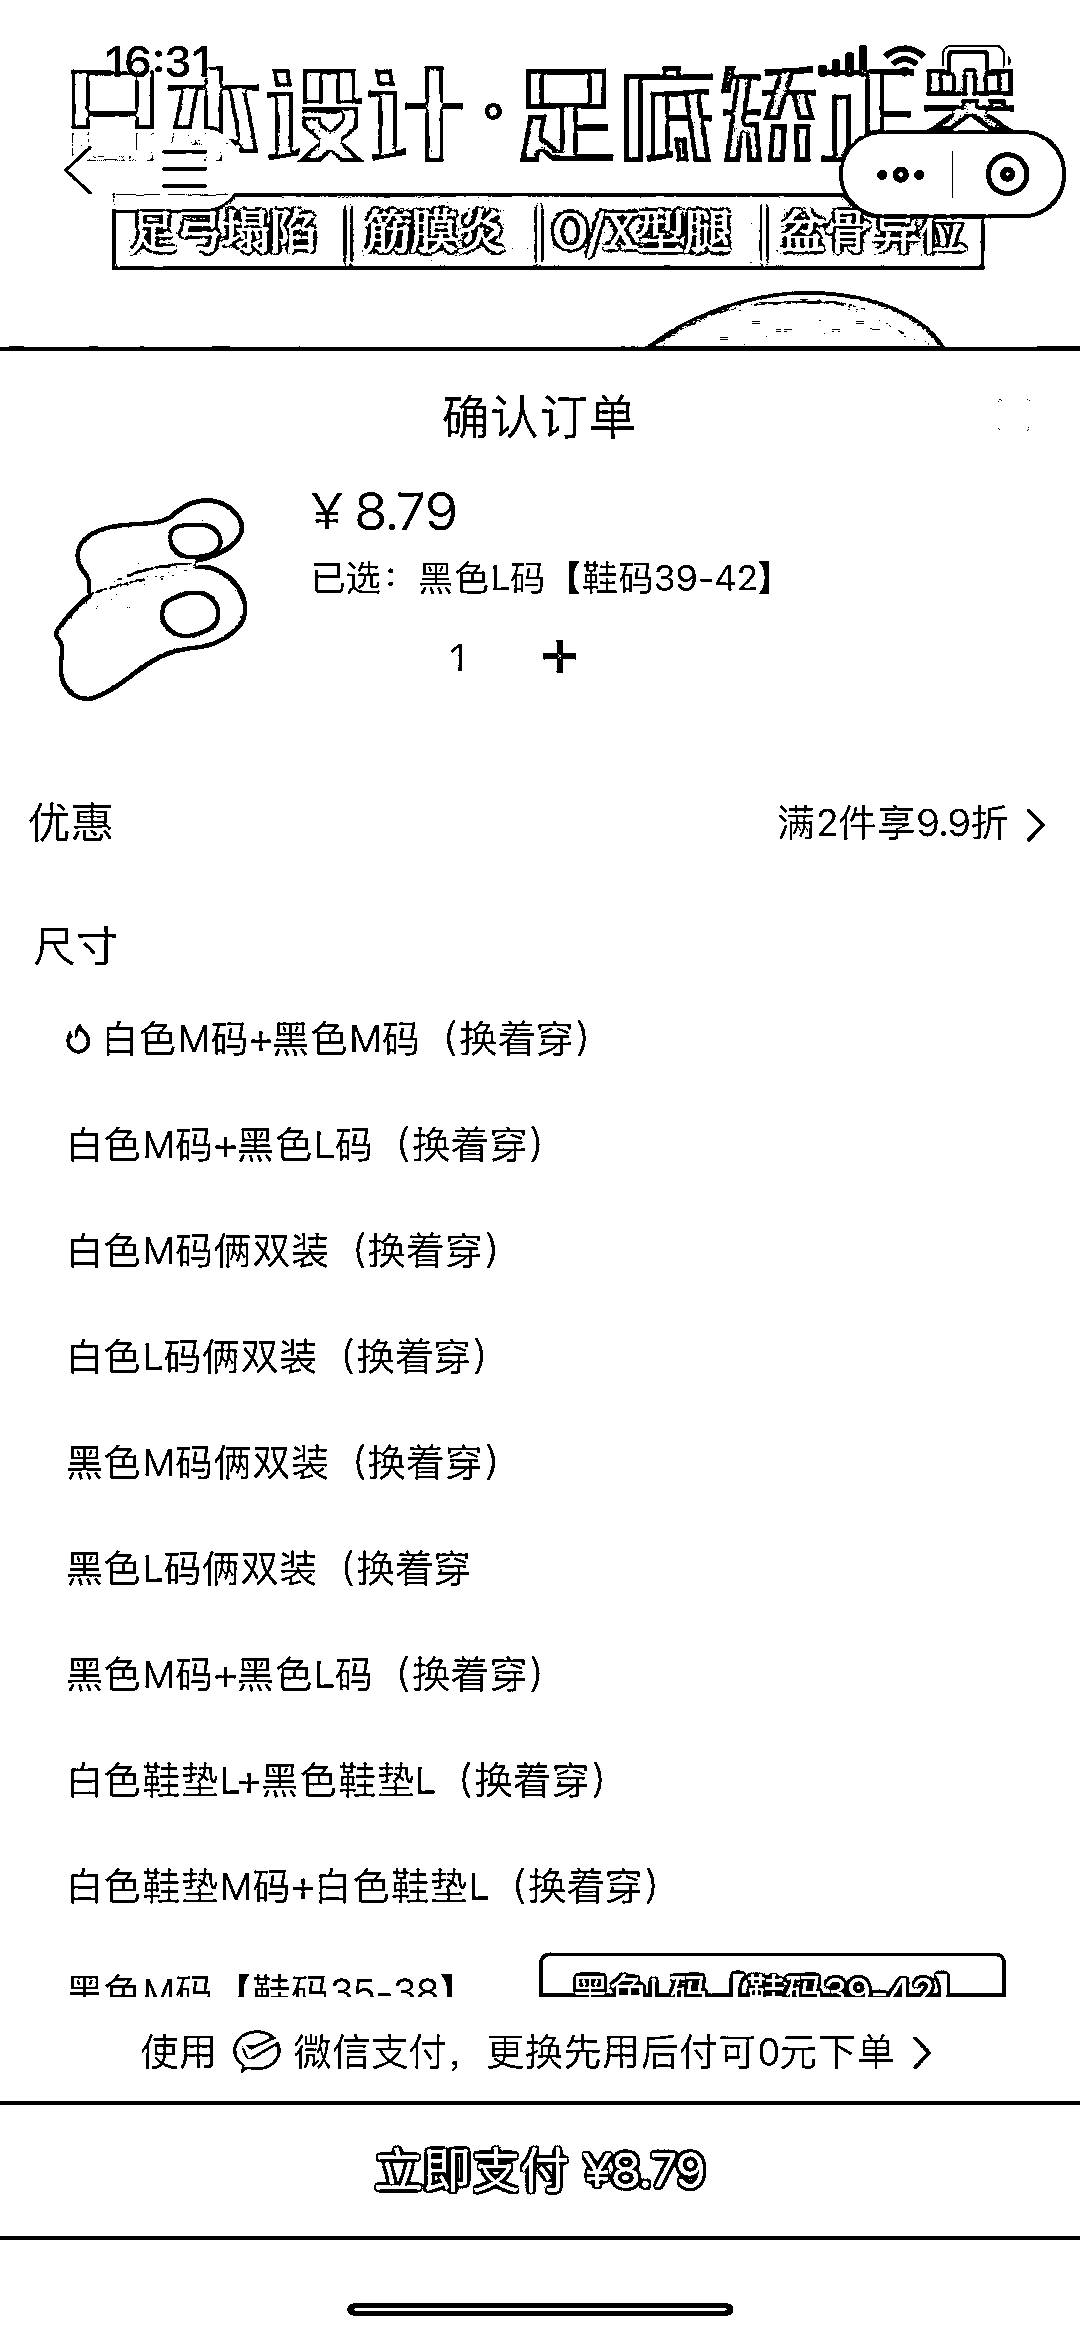 16:31
日本设计·足底矫正器
足弓塌陷 | 筋膜炎 | O/X型腿 | 盆骨异位
确认订单
¥ 8.79
已选：黑色L码【鞋码39-42】
1 +
优惠 满2件享9.9折 >
尺寸
白色M码+黑色M码（换着穿）
白色M码+黑色L码（换着穿）
白色M码俩双装（换着穿）
白色L码俩双装（换着穿）
黑色M码俩双装（换着穿）
黑色L码俩双装（换着穿
黑色M码+黑色L码（换着穿）
白色鞋垫L+黑色鞋垫L（换着穿）
白色鞋垫M码+白色鞋垫L（换着穿）
黑色M码【鞋码35-38】 黑色L码【鞋码39-42】
使用 微信支付，更换先用后付可0元下单 >
立即支付 ¥8.79